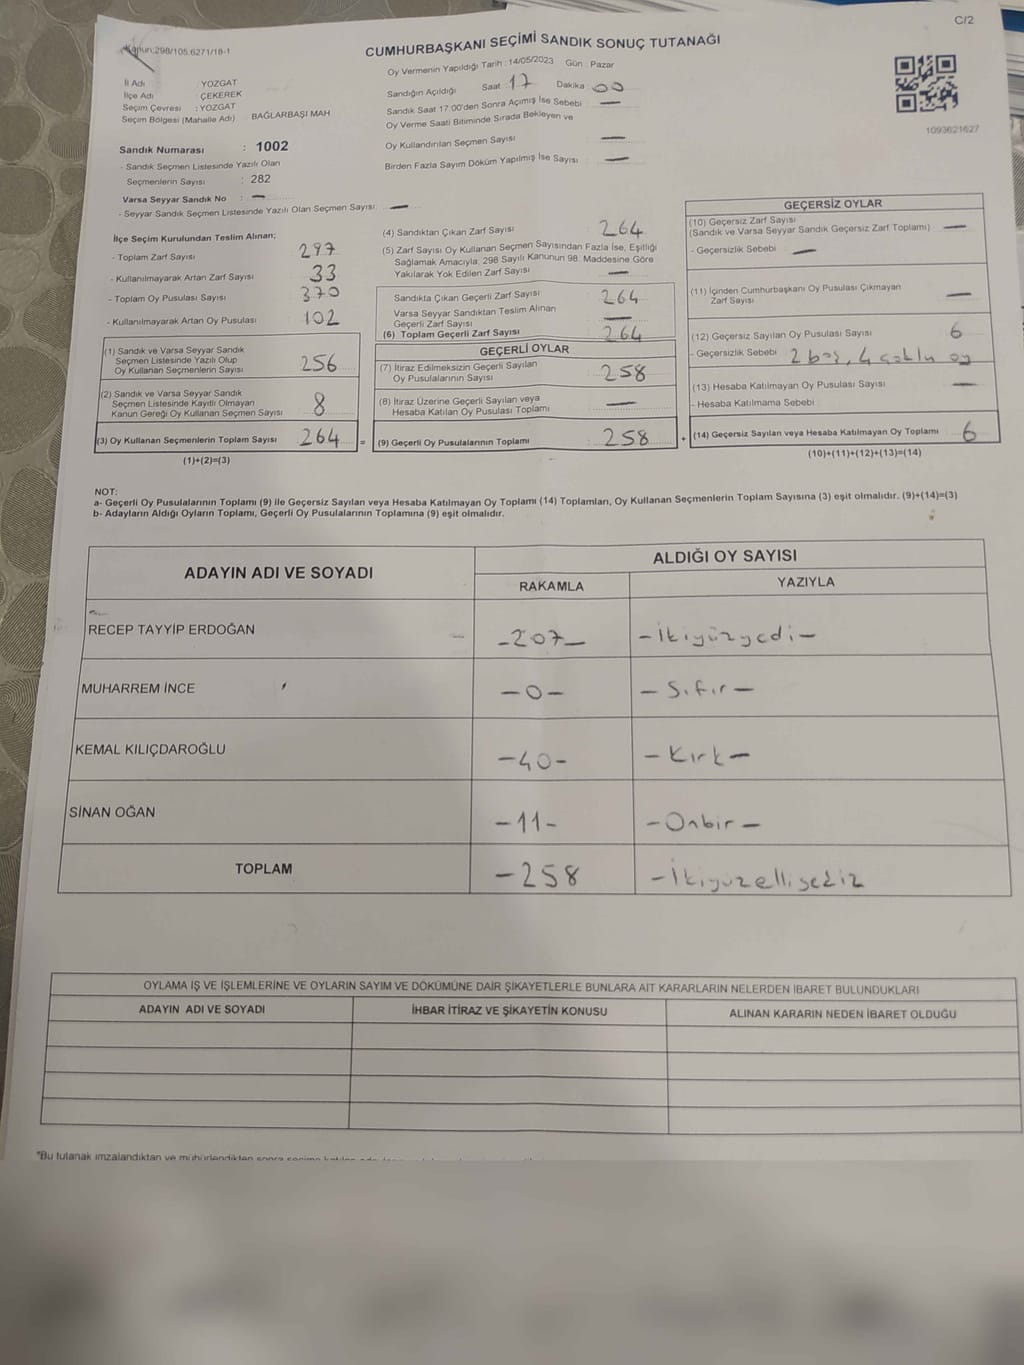 C/2
Kanun:298/105,6271/18-1
CUMHURBAŞKANI SEÇİMİ SANDIK SONUÇ TUTANAĞI
İl Adı : YOZGAT
İlçe Adı : ÇEKEREK
Seçim Çevresi : YOZGAT
Seçim Bölgesi (Mahalle Adı) : BAĞLARBAŞI MAH
Oy Vermenin Yapıldığı Tarih : 14/05/2023 Gün : Pazar
Sandığın Açıldığı Saat 17 Dakika 00
Sandık Saat 17:00'den Sonra Açımış İse Sebebi —
Oy Verme Saati Bitiminde Sırada Bekleyen ve
Oy Kullandırılan Seçmen Sayısı —
Birden Fazla Sayım Döküm Yapılmış İse Sayısı —
1093621627
Sandık Numarası : 1002
- Sandık Seçmen Listesinde Yazılı Olan
Seçmenlerin Sayısı : 282
Varsa Seyyar Sandık No : —
- Seyyar Sandık Seçmen Listesinde Yazılı Olan Seçmen Sayısı: —
İlçe Seçim Kurulundan Teslim Alınan;
- Toplam Zarf Sayısı 297
- Kullanılmayarak Artan Zarf Sayısı 33
- Toplam Oy Pusulası Sayısı 370
- Kullanılmayarak Artan Oy Pusulası 102
(1) Sandık ve Varsa Seyyar Sandık
Seçmen Listesinde Yazılı Olup
Oy Kullanan Seçmenlerin Sayısı 256
(2) Sandık ve Varsa Seyyar Sandık
Seçmen Listesinde Kayıtlı Olmayan
Kanun Gereği Oy Kullanan Seçmen Sayısı 8
(3) Oy Kullanan Seçmenlerin Toplam Sayısı 264 =
(1)+(2)=(3)
(4) Sandıktan Çıkan Zarf Sayısı 264
(5) Zarf Sayısı Oy Kullanan Seçmen Sayısından Fazla İse, Eşitliği
Sağlamak Amacıyla, 298 Sayılı Kanunun 98. Maddesine Göre
Yakılarak Yok Edilen Zarf Sayısı —
Sandıkta Çıkan Geçerli Zarf Sayısı 264
Varsa Seyyar Sandıktan Teslim Alınan
Geçerli Zarf Sayısı —
(6) Toplam Geçerli Zarf Sayısı 264
GEÇERLİ OYLAR
(7) İtiraz Edilmeksizin Geçerli Sayılan
Oy Pusulalarının Sayısı : 258
(8) İtiraz Üzerine Geçerli Sayılan veya
Hesaba Katılan Oy Pusulası Toplamı : —
(9) Geçerli Oy Pusulalarının Toplamı : 258 +
GEÇERSİZ OYLAR
(10) Geçersiz Zarf Sayısı
(Sandık ve Varsa Seyyar Sandık Geçersiz Zarf Toplamı) —
- Geçersizlik Sebebi —
(11) İçinden Cumhurbaşkanı Oy Pusulası Çıkmayan
Zarf Sayısı —
(12) Geçersiz Sayılan Oy Pusulası Sayısı 6
- Geçersizlik Sebebi 2 boş, 4 çoklu oy
(13) Hesaba Katılmayan Oy Pusulası Sayısı —
- Hesaba Katılmama Sebebi
(14) Geçersiz Sayılan veya Hesaba Katılmayan Oy Toplamı 6
(10)+(11)+(12)+(13)=(14)
NOT:
a- Geçerli Oy Pusulalarının Toplamı (9) ile Geçersiz Sayılan veya Hesaba Katılmayan Oy Toplamı (14) Toplamları, Oy Kullanan Seçmenlerin Toplam Sayısına (3) eşit olmalıdır. (9)+(14)=(3)
b- Adayların Aldığı Oyların Toplamı, Geçerli Oy Pusulalarının Toplamına (9) eşit olmalıdır.
ADAYIN ADI VE SOYADI
ALDIĞI OY SAYISI
RAKAMLA YAZIYLA
RECEP TAYYİP ERDOĞAN -207- -ikiyüzyedi-
MUHARREM İNCE -0- -Sıfır-
KEMAL KILIÇDAROĞLU -40- -Kırk-
SİNAN OĞAN -11- -Onbir-
TOPLAM -258 -İkiyüzellisekiz
OYLAMA İŞ VE İŞLEMLERİNE VE OYLARIN SAYIM VE DÖKÜMÜNE DAİR ŞİKAYETLERLE BUNLARA AİT KARARLARIN NELERDEN İBARET BULUNDUKLARI
ADAYIN ADI VE SOYADI İHBAR İTİRAZ VE ŞİKAYETİN KONUSU ALINAN KARARIN NEDEN İBARET OLDUĞU
*Bu tutanak imzalandıktan ve mühürlendikten sonra